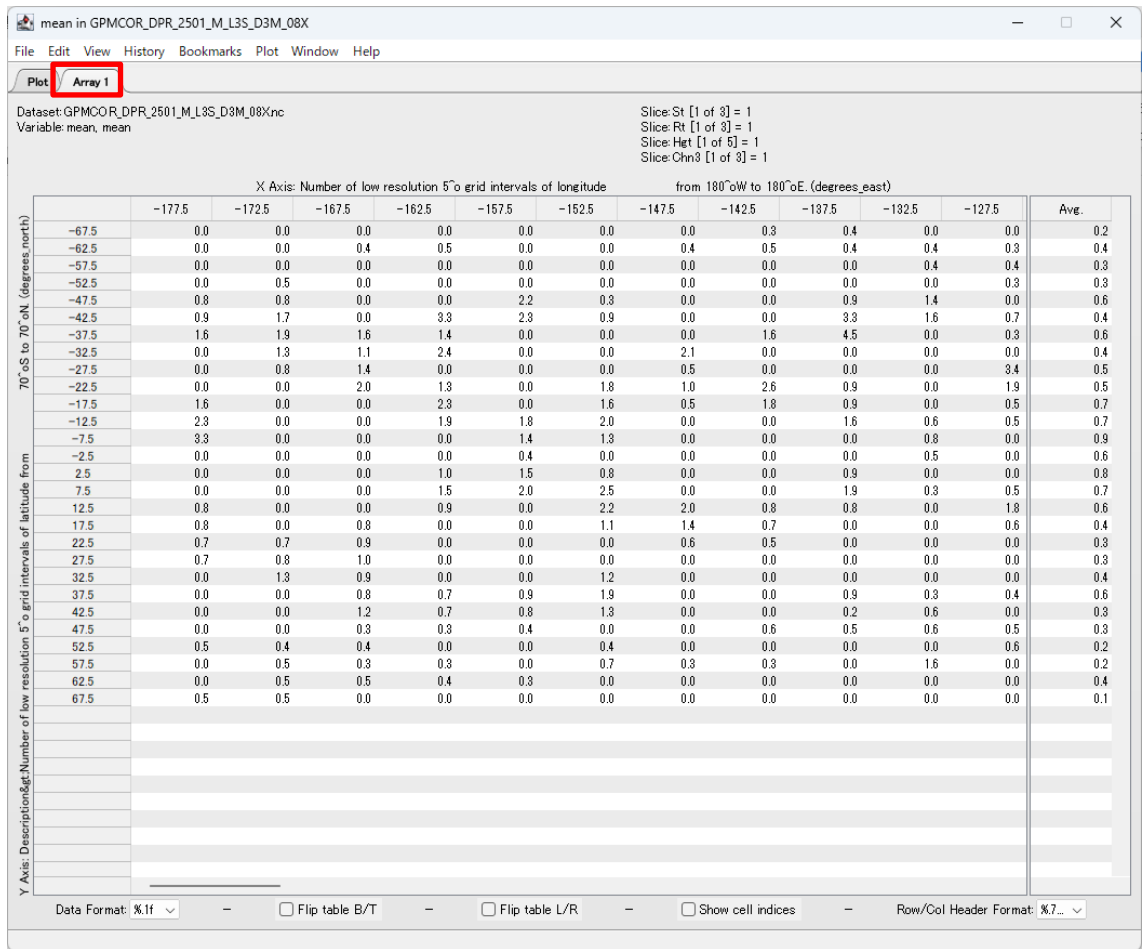 mean in GPMCOR_DPR_2501_M_L3S_D3M_08X
File Edit View History Bookmarks Plot Window Help
Plot Array 1
Dataset: GPMCOR_DPR_2501_M_L3S_D3M_08X.nc
Variable: mean, mean
Slice: St [1 of 3] = 1
Slice: Rt [1 of 3] = 1
Slice: Hgt [1 of 5] = 1
Slice: Chn3 [1 of 3] = 1
X Axis: Number of low resolution 5^o grid intervals of longitude from 180^oW to 180^oE. (degrees_east)
-177.5 -172.5 -167.5 -162.5 -157.5 -152.5 -147.5 -142.5 -137.5 -132.5 -127.5 Avg.
-67.5 0.0 0.0 0.0 0.0 0.0 0.0 0.0 0.3 0.4 0.0 0.0 0.2
-62.5 0.0 0.0 0.4 0.5 0.0 0.0 0.4 0.5 0.4 0.4 0.3 0.4
-57.5 0.0 0.0 0.0 0.0 0.0 0.0 0.0 0.0 0.0 0.4 0.4 0.3
-52.5 0.0 0.5 0.0 0.0 0.0 0.0 0.0 0.0 0.0 0.0 0.3 0.3
-47.5 0.8 0.8 0.0 0.0 2.2 0.3 0.0 0.0 0.9 1.4 0.0 0.6
-42.5 0.9 1.7 0.0 3.3 2.3 0.9 0.0 0.0 3.3 1.6 0.7 0.4
-37.5 1.6 1.9 1.6 1.4 0.0 0.0 0.0 1.6 4.5 0.0 0.3 0.6
-32.5 0.0 1.3 1.1 2.4 0.0 0.0 2.1 0.0 0.0 0.0 0.0 0.4
-27.5 0.0 0.8 1.4 0.0 0.0 0.0 0.5 0.0 0.0 0.0 3.4 0.5
-22.5 0.0 0.0 2.0 1.3 0.0 1.8 1.0 2.6 0.9 0.0 1.9 0.5
-17.5 1.6 0.0 0.0 2.3 0.0 1.6 0.5 1.8 0.9 0.0 0.5 0.7
-12.5 2.3 0.0 0.0 1.9 1.8 2.0 0.0 0.0 1.6 0.6 0.5 0.7
-7.5 3.3 0.0 0.0 0.0 1.4 1.3 0.0 0.0 0.0 0.8 0.0 0.9
-2.5 0.0 0.0 0.0 0.0 0.4 0.0 0.0 0.0 0.0 0.5 0.0 0.6
2.5 0.0 0.0 0.0 1.0 1.5 0.8 0.0 0.0 0.9 0.0 0.0 0.8
7.5 0.0 0.0 0.0 1.5 2.0 2.5 0.0 0.0 1.9 0.3 0.5 0.7
12.5 0.8 0.0 0.0 0.9 0.0 2.2 2.0 0.8 0.8 0.0 1.8 0.6
17.5 0.8 0.0 0.8 0.0 0.0 1.1 1.4 0.7 0.0 0.0 0.6 0.4
22.5 0.7 0.7 0.9 0.0 0.0 0.0 0.6 0.5 0.0 0.0 0.0 0.3
27.5 0.7 0.8 1.0 0.0 0.0 0.0 0.0 0.0 0.0 0.0 0.0 0.3
32.5 0.0 1.3 0.9 0.0 0.0 1.2 0.0 0.0 0.0 0.0 0.0 0.4
37.5 0.0 0.0 0.8 0.7 0.9 1.9 0.0 0.0 0.9 0.3 0.4 0.6
42.5 0.0 0.0 1.2 0.7 0.8 1.3 0.0 0.0 0.2 0.6 0.0 0.3
47.5 0.0 0.0 0.3 0.3 0.4 0.0 0.0 0.6 0.5 0.6 0.5 0.3
52.5 0.5 0.4 0.4 0.0 0.0 0.4 0.0 0.0 0.0 0.0 0.6 0.2
57.5 0.0 0.5 0.3 0.3 0.0 0.7 0.3 0.3 0.0 1.6 0.0 0.2
62.5 0.0 0.5 0.5 0.4 0.3 0.0 0.0 0.0 0.0 0.0 0.0 0.4
67.5 0.5 0.5 0.0 0.0 0.0 0.0 0.0 0.0 0.0 0.0 0.0 0.1
Y Axis: Description&gt;Number of low resolution 5^o grid intervals of latitude from 70^oS to 70^oN. (degrees_north)
Data Format: %.1f – Flip table B/T – Flip table L/R – Show cell indices – Row/Col Header Format: %.7...